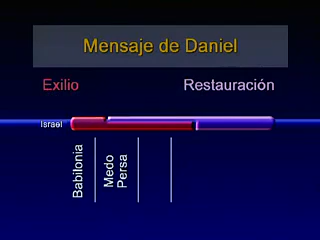 Mensaje de Daniel
Exilio
Restauración
Israel
Babilonia
Medo
Persa